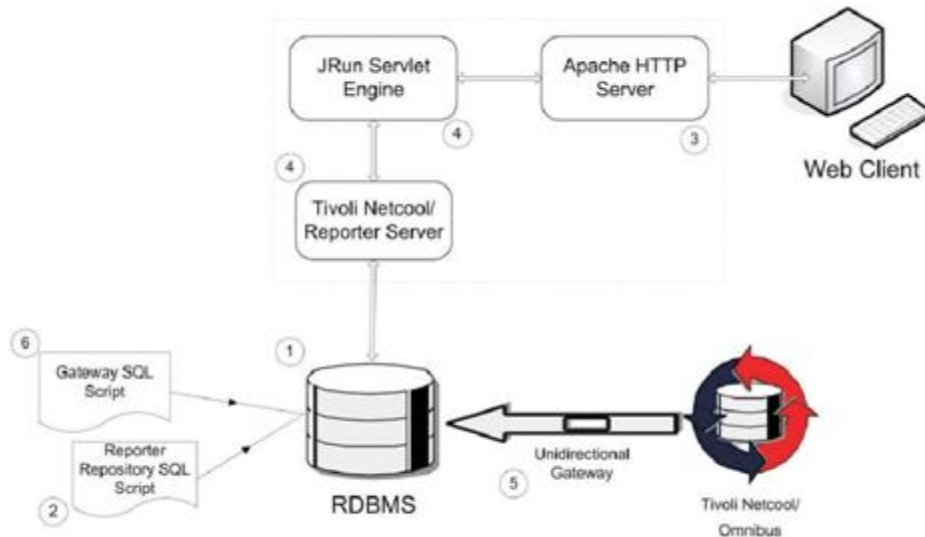 JRun Servlet
Engine
Apache HTTP
Server
4
3
4
Web Client
Tivoli Netcool/
Reporter Server
6
1
Gateway SQL
Script
Reporter
Repository SQL
Script
2
RDBMS
Unidirectional
Gateway
5
Tivoli Netcool/
Omnibus